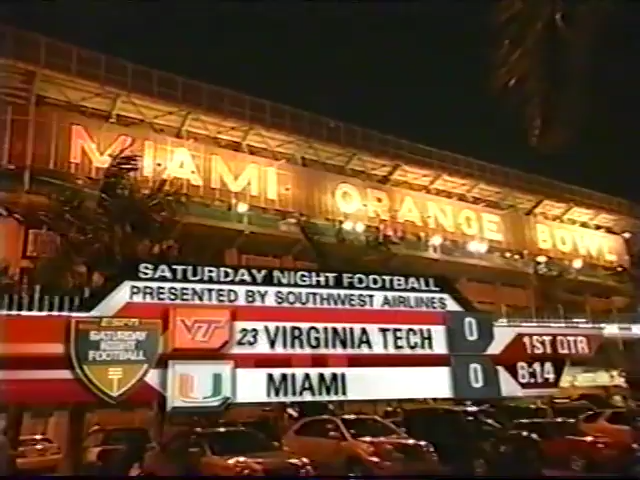 MIAMI ORANGE BOWL
SATURDAY NIGHT FOOTBALL
PRESENTED BY SOUTHWEST AIRLINES
ESPN
SATURDAY
NIGHT
FOOTBALL
VT 23 VIRGINIA TECH 0
U MIAMI 0
1ST QTR
8:14